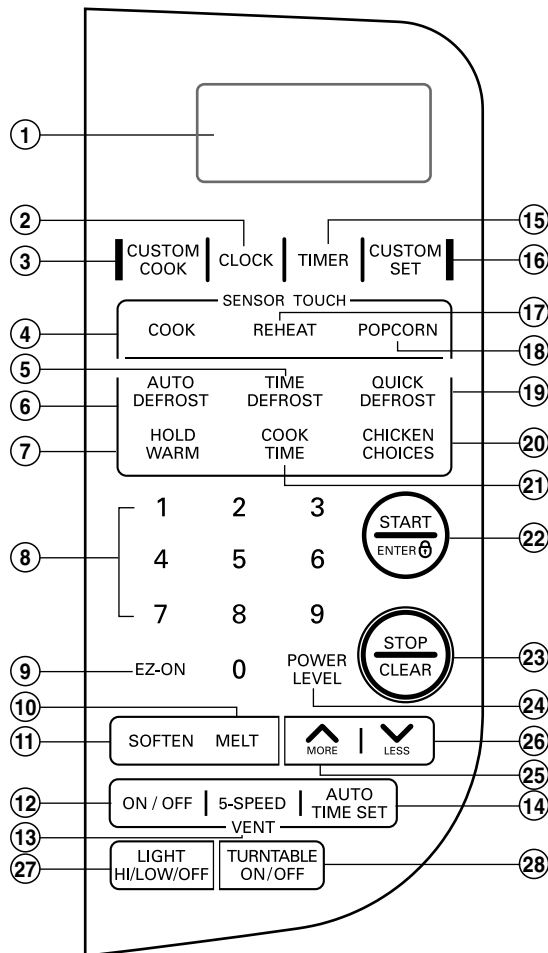 1
2
15
3
CUSTOM COOK
CLOCK
TIMER
CUSTOM SET
16
SENSOR TOUCH
17
4
COOK
REHEAT
POPCORN
18
5
AUTO DEFROST
TIME DEFROST
QUICK DEFROST
19
6
7
HOLD WARM
COOK TIME
CHICKEN CHOICES
20
21
1 2 3
START
ENTER
22
8
4 5 6
7 8 9
STOP
CLEAR
23
9
EZ-ON
0
POWER LEVEL
24
10
11
SOFTEN
MELT
MORE
LESS
26
25
12
ON / OFF
5-SPEED
AUTO TIME SET
14
13
VENT
27
LIGHT HI/LOW/OFF
TURNTABLE ON/OFF
28